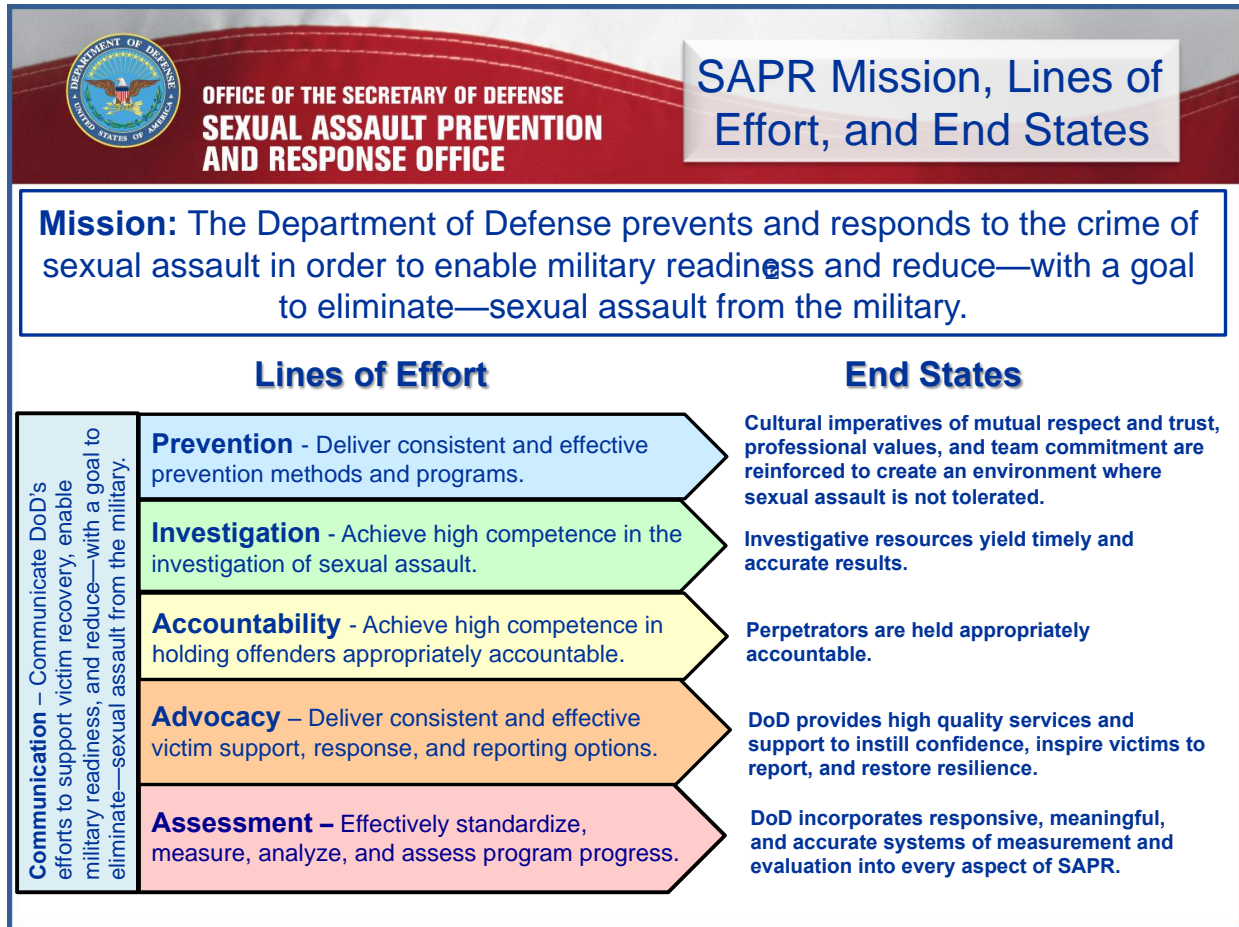 DEPARTMENT OF DEFENSE
UNITED STATES OF AMERICA
OFFICE OF THE SECRETARY OF DEFENSE
SEXUAL ASSAULT PREVENTION
AND RESPONSE OFFICE
SAPR Mission, Lines of
Effort, and End States
Mission: The Department of Defense prevents and responds to the crime of
sexual assault in order to enable military readiness and reduce—with a goal
to eliminate—sexual assault from the military.
Lines of Effort
End States
Communication – Communicate DoD's
efforts to support victim recovery, enable
military readiness, and reduce—with a goal to
eliminate—sexual assault from the military.
Prevention - Deliver consistent and effective
prevention methods and programs.
Cultural imperatives of mutual respect and trust,
professional values, and team commitment are
reinforced to create an environment where
sexual assault is not tolerated.
Investigation - Achieve high competence in the
investigation of sexual assault.
Investigative resources yield timely and
accurate results.
Accountability - Achieve high competence in
holding offenders appropriately accountable.
Perpetrators are held appropriately
accountable.
Advocacy – Deliver consistent and effective
victim support, response, and reporting options.
DoD provides high quality services and
support to instill confidence, inspire victims to
report, and restore resilience.
Assessment – Effectively standardize,
measure, analyze, and assess program progress.
DoD incorporates responsive, meaningful,
and accurate systems of measurement and
evaluation into every aspect of SAPR.